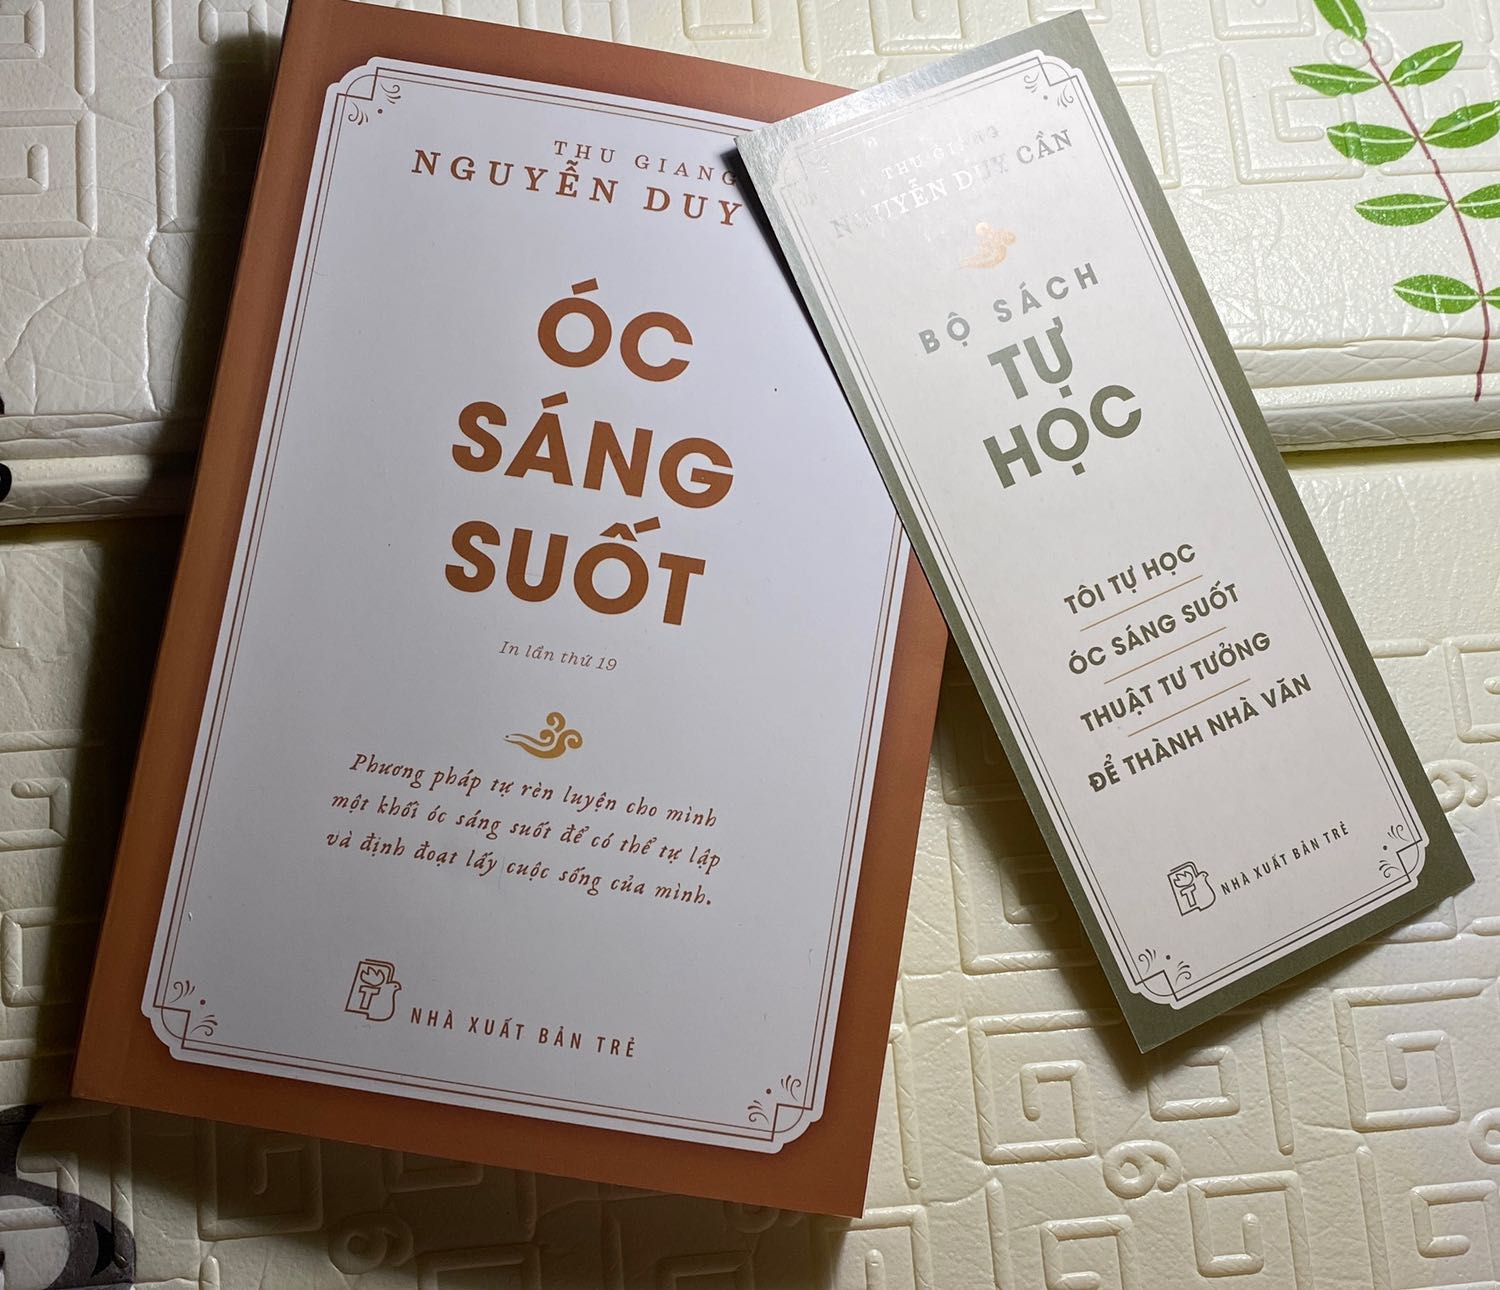 THU GIANG
NGUYỄN DUY
ÓC
SÁNG
SUỐT
In lần thứ 19
Phương pháp tự rèn luyện cho mình
một khối óc sáng suốt để có thể tự lập
và định đoạt lấy cuộc sống của mình.
NHÀ XUẤT BẢN TRẺ
THU GIANG
NGUYỄN DUY CẦN
BỘ SÁCH
TỰ
HỌC
TÔI TỰ HỌC
ÓC SÁNG SUỐT
THUẬT TƯ TƯỞNG
ĐỂ THÀNH NHÀ VĂN
NHÀ XUẤT BẢN TRẺ